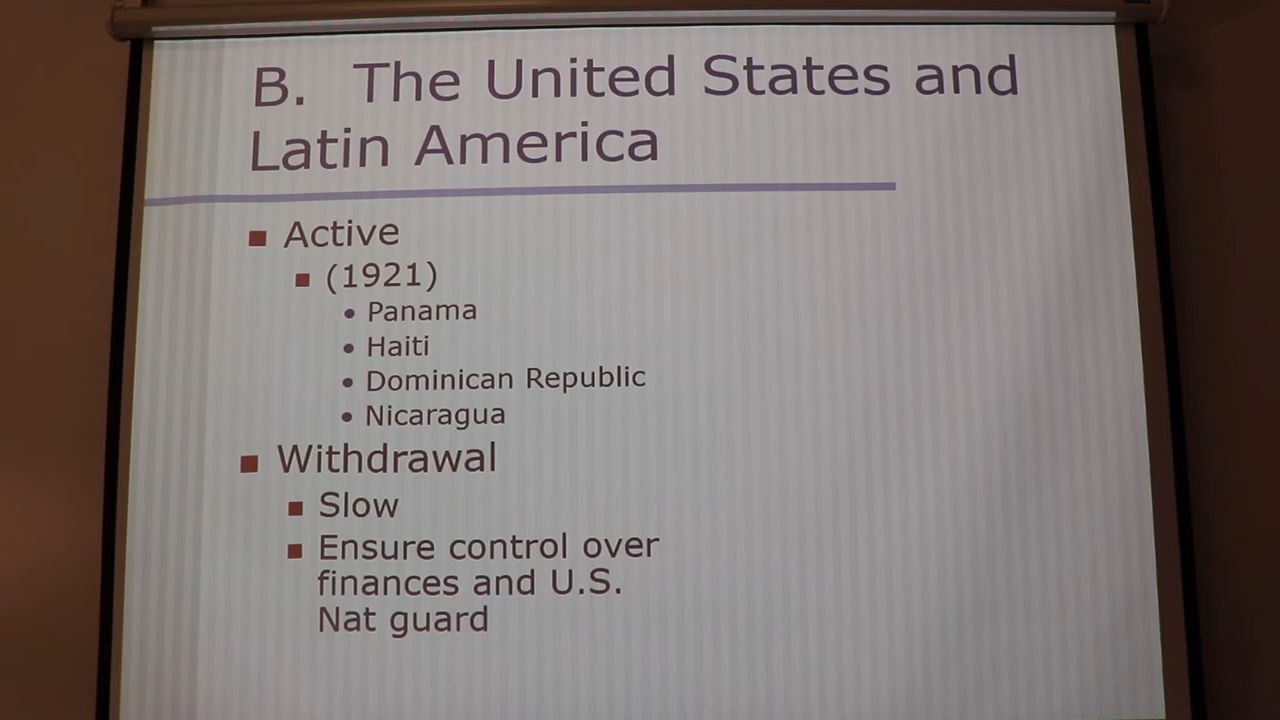 B. The United States and
Latin America
Active
(1921)
Panama
Haiti
Dominican Republic
Nicaragua
Withdrawal
Slow
Ensure control over
finances and U.S.
Nat guard